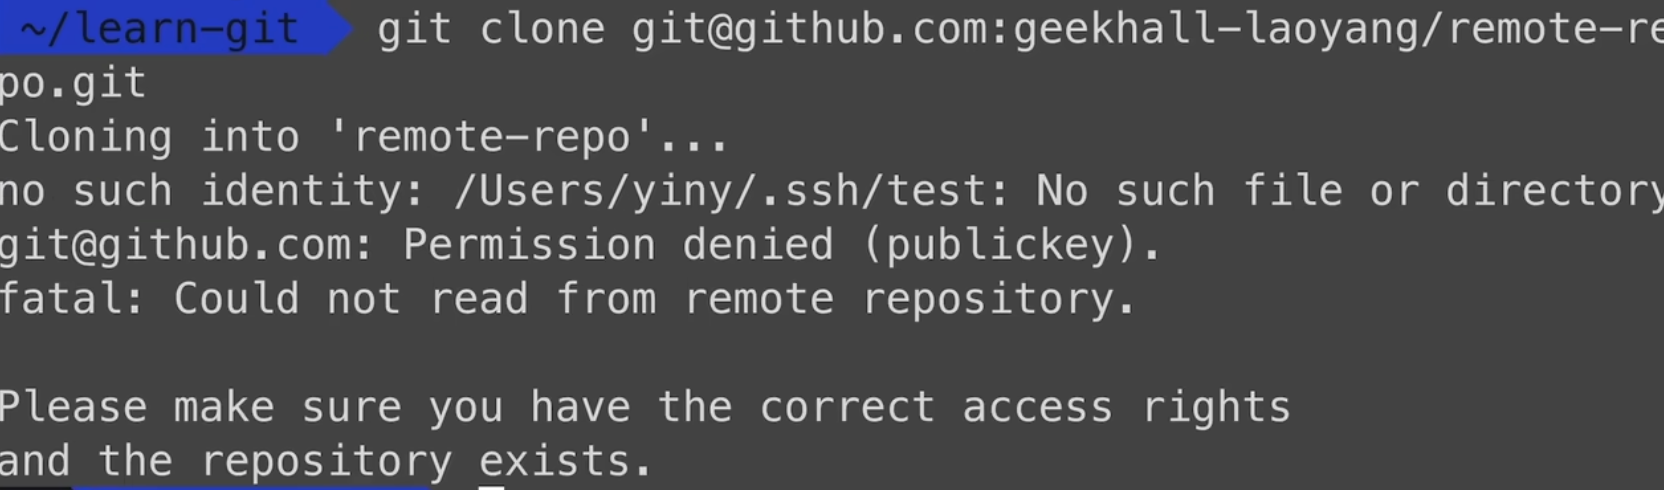 ~/learn-git git clone git@github.com:geekhall-laoyang/remote-re
po.git
Cloning into 'remote-repo'...
no such identity: /Users/yiny/.ssh/test: No such file or directory
git@github.com: Permission denied (publickey).
fatal: Could not read from remote repository.
Please make sure you have the correct access rights
and the repository exists.